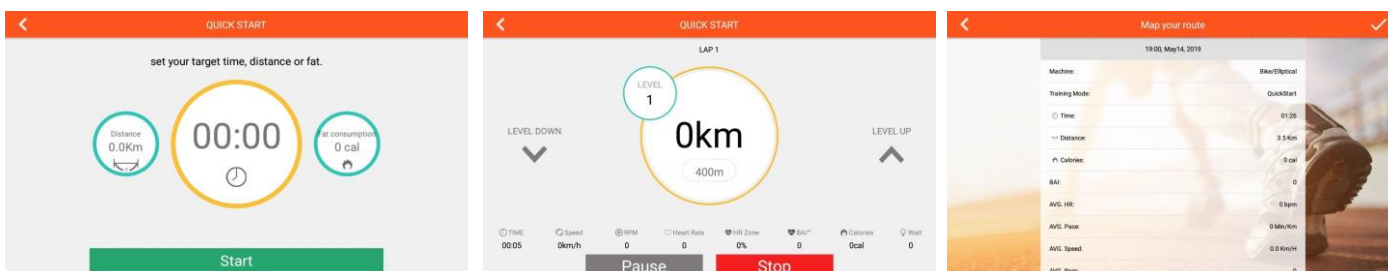 QUICK START
set your target time, distance or fat.
Distance
0.0Km
00:00
Fat consumption
0 cal
Start
QUICK START
LAP 1
LEVEL
1
0km
400m
LEVEL DOWN
LEVEL UP
TIME Speed RPM Heart Rate HR Zone BAI™ Calories Watt
00:05 0km/h 0 0 0% 0 0cal 0
Pause Stop
Map your route
19:00, May14, 2019
Machine: Bike/Elliptical
Training Mode: QuickStart
Time: 01:26
Distance: 3.5 Km
Calories: 0 cal
BAI: 0
AVG. HR: 0 bpm
AVG. Pace: 0 Min/Km
AVG. Speed: 0.0 Km/H
AVG. Rpm: 0